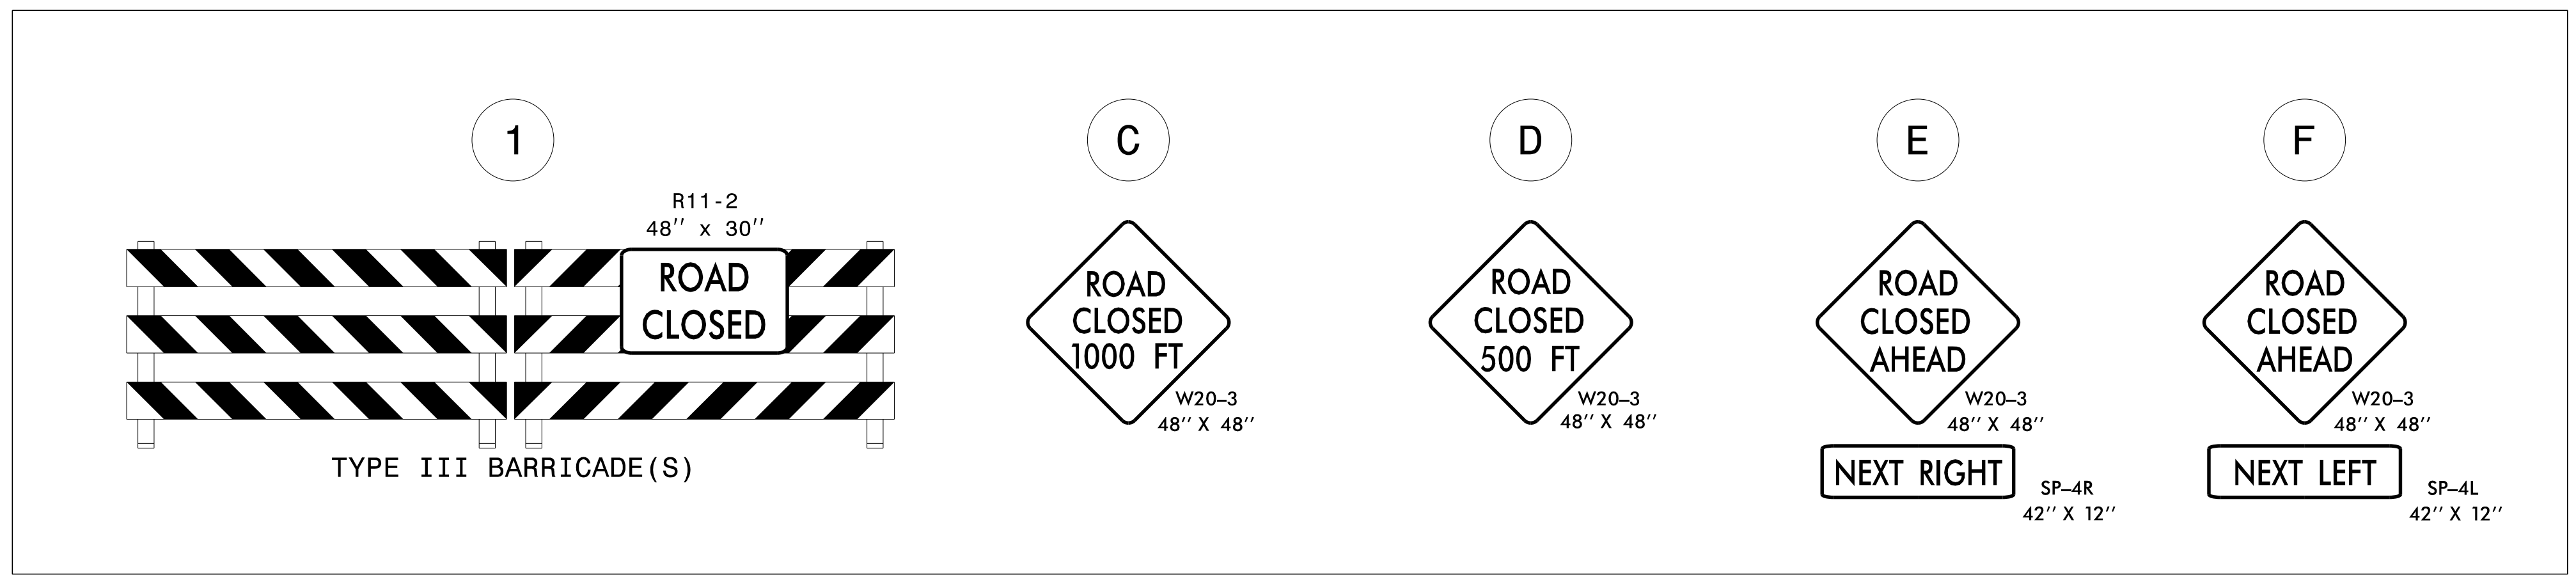 1
R11-2
48'' x 30''
ROAD
CLOSED
TYPE III BARRICADE(S)
C
ROAD
CLOSED
1000 FT
W20-3
48'' X 48''
D
ROAD
CLOSED
500 FT
W20-3
48'' X 48''
E
ROAD
CLOSED
AHEAD
W20-3
48'' X 48''
NEXT RIGHT
SP-4R
42'' X 12''
F
ROAD
CLOSED
AHEAD
W20-3
48'' X 48''
NEXT LEFT
SP-4L
42'' X 12''